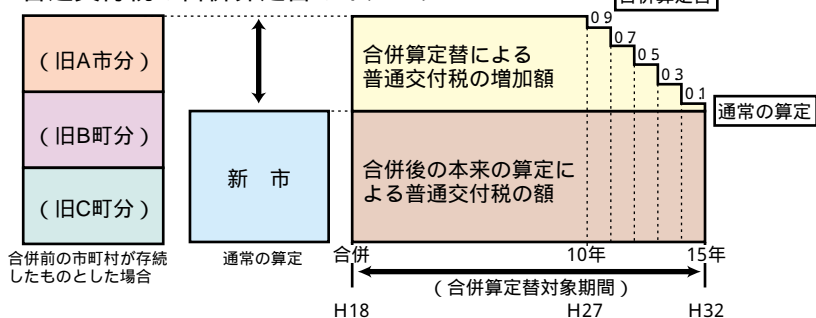 0 9
0 7
0 5
0 3
0 1
(旧A市分)
(旧B町分)
(旧C町分)
新 市
合併算定替による
普通交付税の増加額
通常の算定
合併後の本来の算定に
よる普通交付税の額
合併前の市町村が存続
したものとした場合
通常の算定
合併
10年
15年
(合併算定替対象期間)
H18
H27
H32